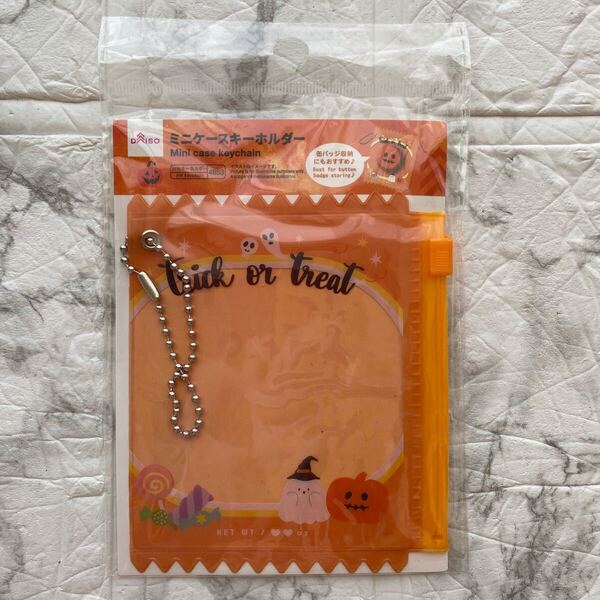 DAISO
ミニケースキーホルダー
Mini case keychain
缶バッジ収納
にもおすすめ♪
Best for button
badge storing♪
trick or treat
NET WT / ♥♥ oz